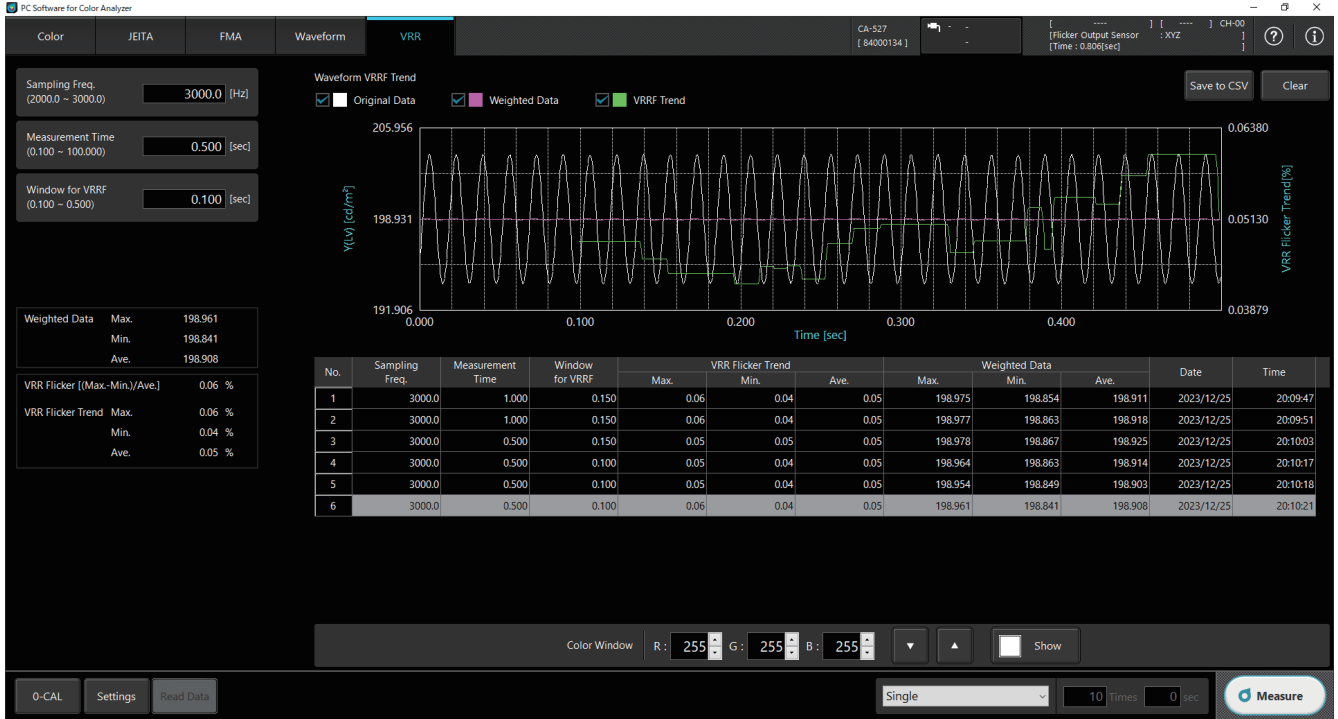 PC Software for Color Analyzer
Color JEITA FMA Waveform VRR
CA-527
[ 84000134 ]
- -
-
[ ---- ] [ ---- ] CH-00
[Flicker Output Sensor : XYZ ]
[Time : 0.806[sec] ]
Sampling Freq.
(2000.0 ~ 3000.0)
3000.0 [Hz]
Measurement Time
(0.100 ~ 100.000)
0.500 [sec]
Window for VRRF
(0.100 ~ 0.500)
0.100 [sec]
Waveform VRRF Trend
Original Data Weighted Data VRRF Trend
Save to CSV Clear
205.956
198.931
191.906
Y(Lv) [cd/m²]
0.06380
0.05130
0.03879
VRR Flicker Trend[%]
0.000 0.100 0.200 0.300 0.400
Time [sec]
Weighted Data Max. 198.961
Min. 198.841
Ave. 198.908
VRR Flicker [(Max.-Min.)/Ave.] 0.06 %
VRR Flicker Trend Max. 0.06 %
Min. 0.04 %
Ave. 0.05 %
No. Sampling Freq. Measurement Time Window for VRRF VRR Flicker Trend Weighted Data Date Time
Max. Min. Ave. Max. Min. Ave.
1 3000.0 1.000 0.150 0.06 0.04 0.05 198.975 198.854 198.911 2023/12/25 20:09:47
2 3000.0 1.000 0.150 0.06 0.04 0.05 198.977 198.863 198.918 2023/12/25 20:09:51
3 3000.0 0.500 0.150 0.05 0.05 0.05 198.978 198.867 198.925 2023/12/25 20:10:03
4 3000.0 0.500 0.100 0.05 0.04 0.05 198.964 198.863 198.914 2023/12/25 20:10:17
5 3000.0 0.500 0.100 0.05 0.04 0.05 198.954 198.849 198.903 2023/12/25 20:10:18
6 3000.0 0.500 0.100 0.06 0.04 0.05 198.961 198.841 198.908 2023/12/25 20:10:21
Color Window R : 255 G : 255 B : 255 Show
0-CAL Settings Read Data
Single 10 Times 0 sec Measure